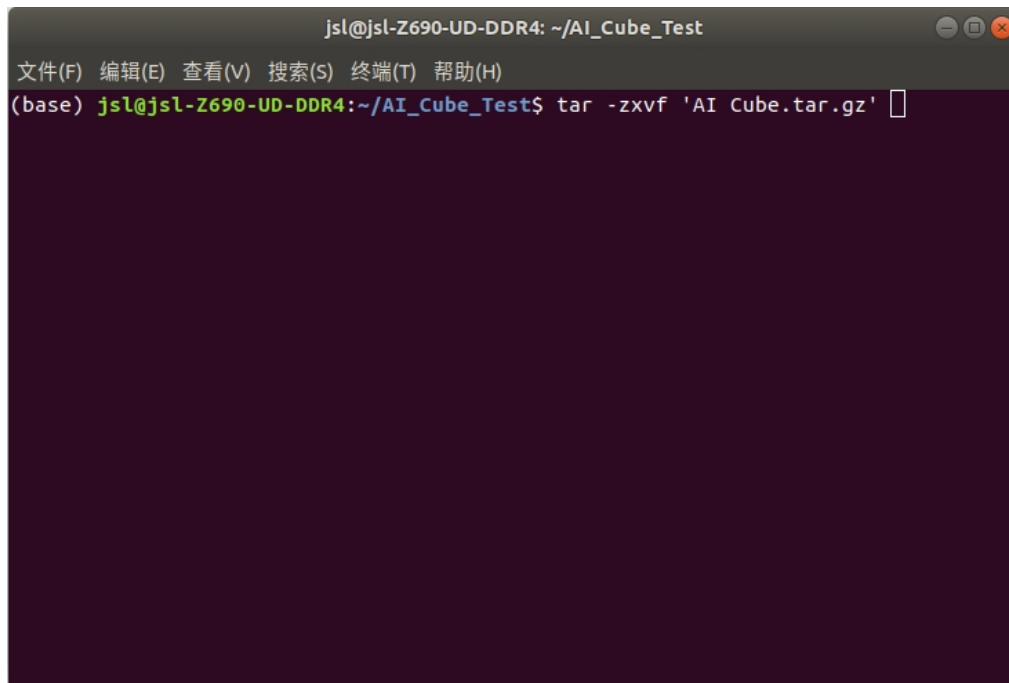 jsl@jsl-Z690-UD-DDR4: ~/AI_Cube_Test
文件(F) 编辑(E) 查看(V) 搜索(S) 终端(T) 帮助(H)
(base) jsl@jsl-Z690-UD-DDR4:~/AI_Cube_Test$ tar -zxvf 'AI Cube.tar.gz'